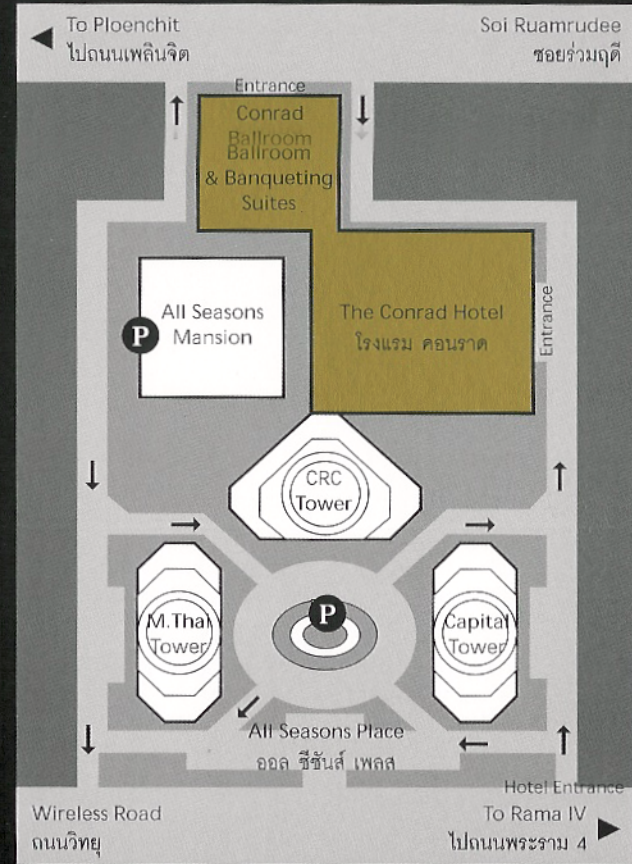 To Ploenchit
ไปถนนเพลินจิต
Soi Ruamrudee
ซอยร่วมฤดี
Entrance
Conrad
Ballroom
Ballroom
& Banqueting
Suites
All Seasons
Mansion
P
The Conrad Hotel
โรงแรม คอนราด
Entrance
CRC
Tower
M.Thai
Tower
P
Capital
Tower
All Seasons Place
ออล ซีซันส์ เพลส
Hotel Entrance
Wireless Road
ถนนวิทยุ
To Rama IV
ไปถนนพระราม 4